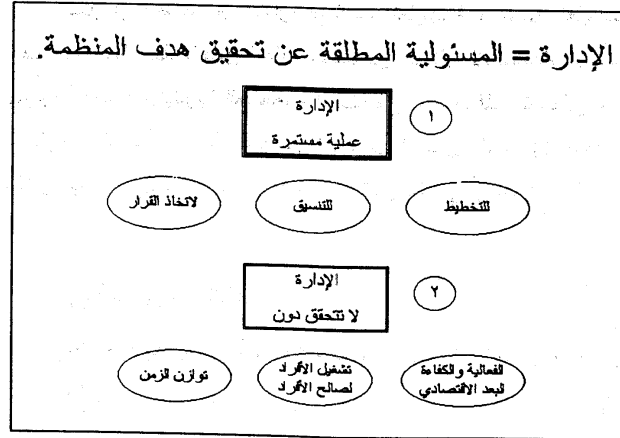 الإدارة = المسئولية المطلقة عن تحقيق هدف المنظمة.
١
الإدارة
عملية مستمرة
للتخطيط
للتنسيق
لاتخاذ القرار
٢
الإدارة
لا تتحقق دون
الفعالية والكفاءة
البعد الاقتصادي
تشغيل الأفراد
لصالح الأفراد
توازن الزمن